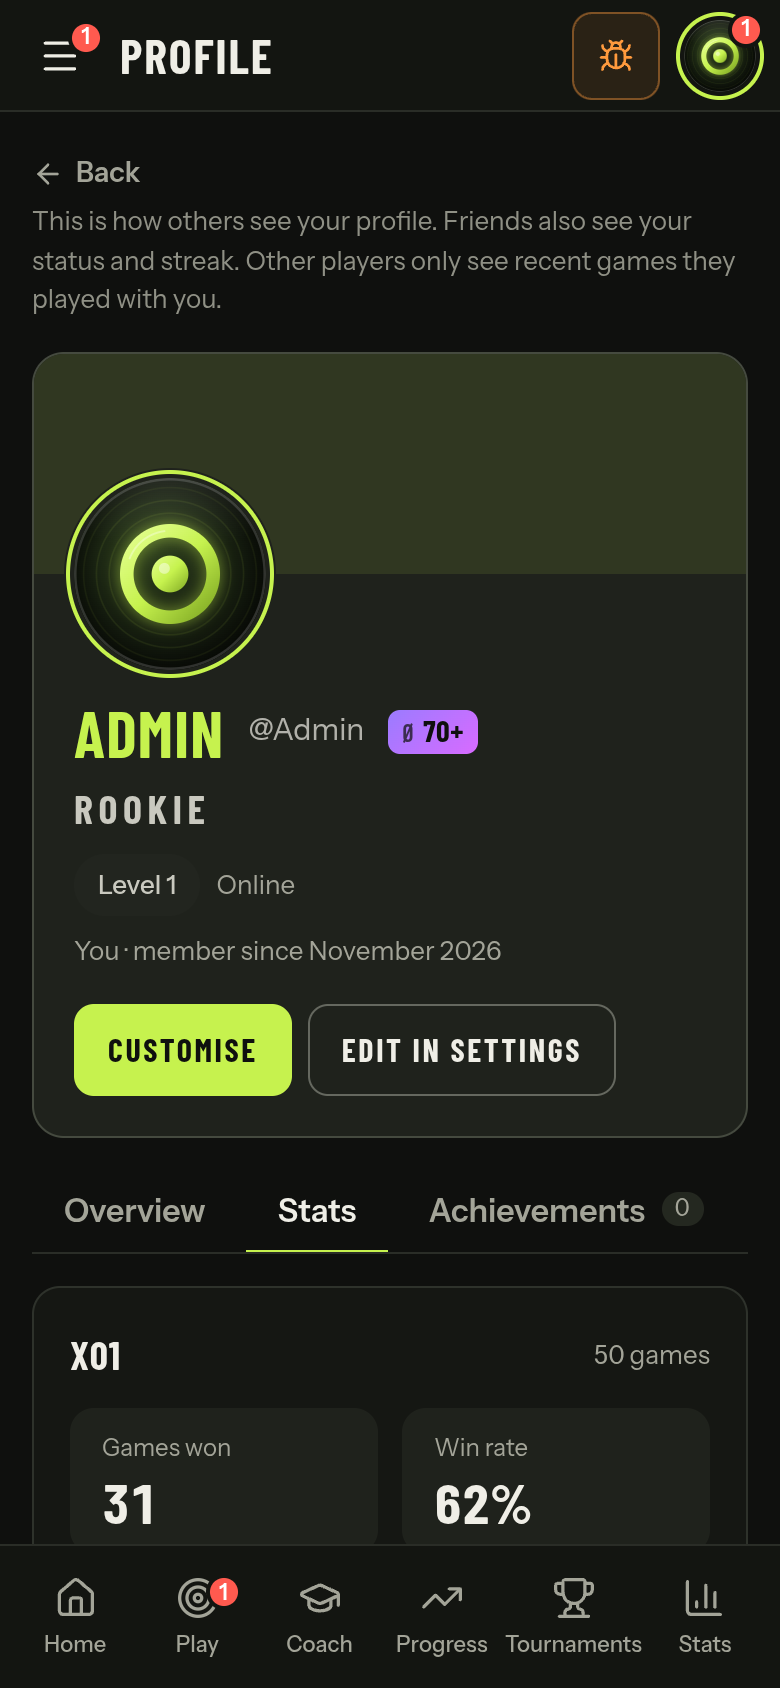 1
PROFILE
1
Back
This is how others see your profile. Friends also see your
status and streak. Other players only see recent games they
played with you.
ADMIN @Admin Ø 70+
ROOKIE
Level 1 Online
You · member since November 2026
CUSTOMISE EDIT IN SETTINGS
Overview Stats Achievements 0
X01 50 games
Games won Win rate
31 62%
1
Home Play Coach Progress Tournaments Stats